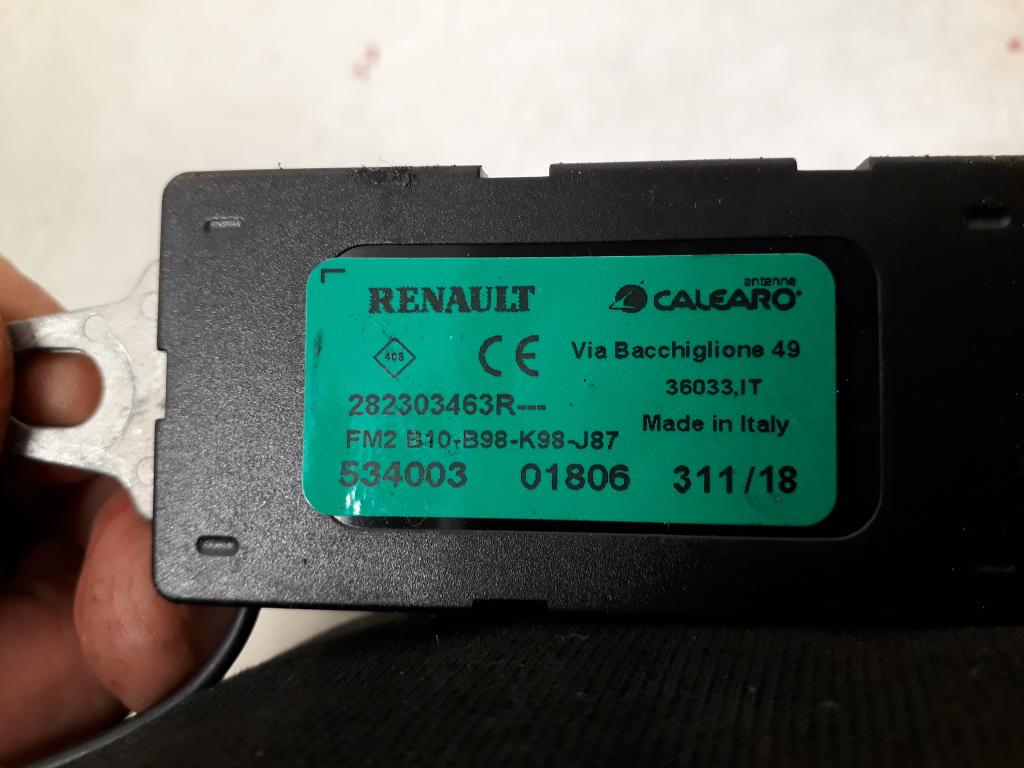 RENAULT
antenne
CALEARO
408
CE
Via Bacchiglione 49
36033,IT
282303463R---
Made in Italy
FM2 B10-B98-K98-J87
534003 01806 311/18